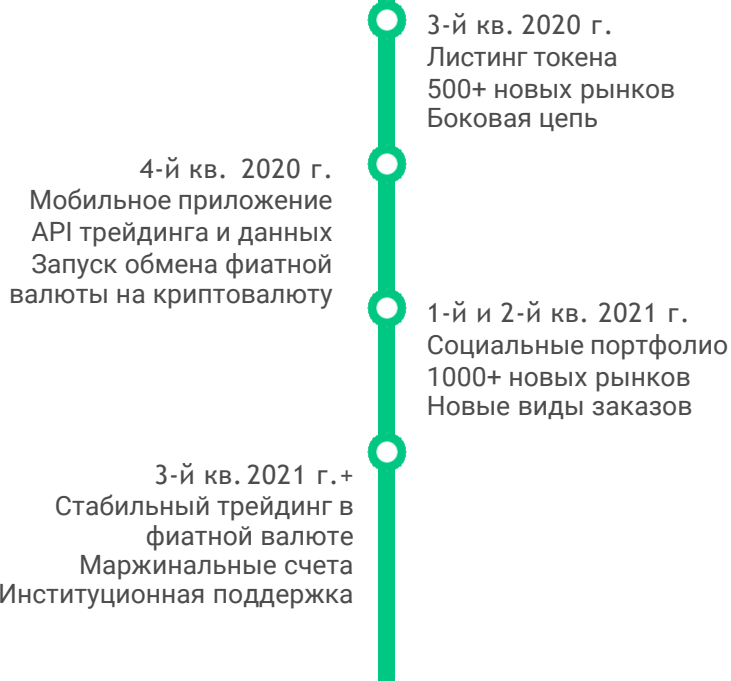 3-й кв. 2020 г.
Листинг токена
500+ новых рынков
Боковая цепь
4-й кв. 2020 г.
Мобильное приложение
API трейдинга и данных
Запуск обмена фиатной
валюты на криптовалюту
1-й и 2-й кв. 2021 г.
Социальные портфолио
1000+ новых рынков
Новые виды заказов
3-й кв. 2021 г.+
Стабильный трейдинг в
фиатной валюте
Маржинальные счета
Институционная поддержка